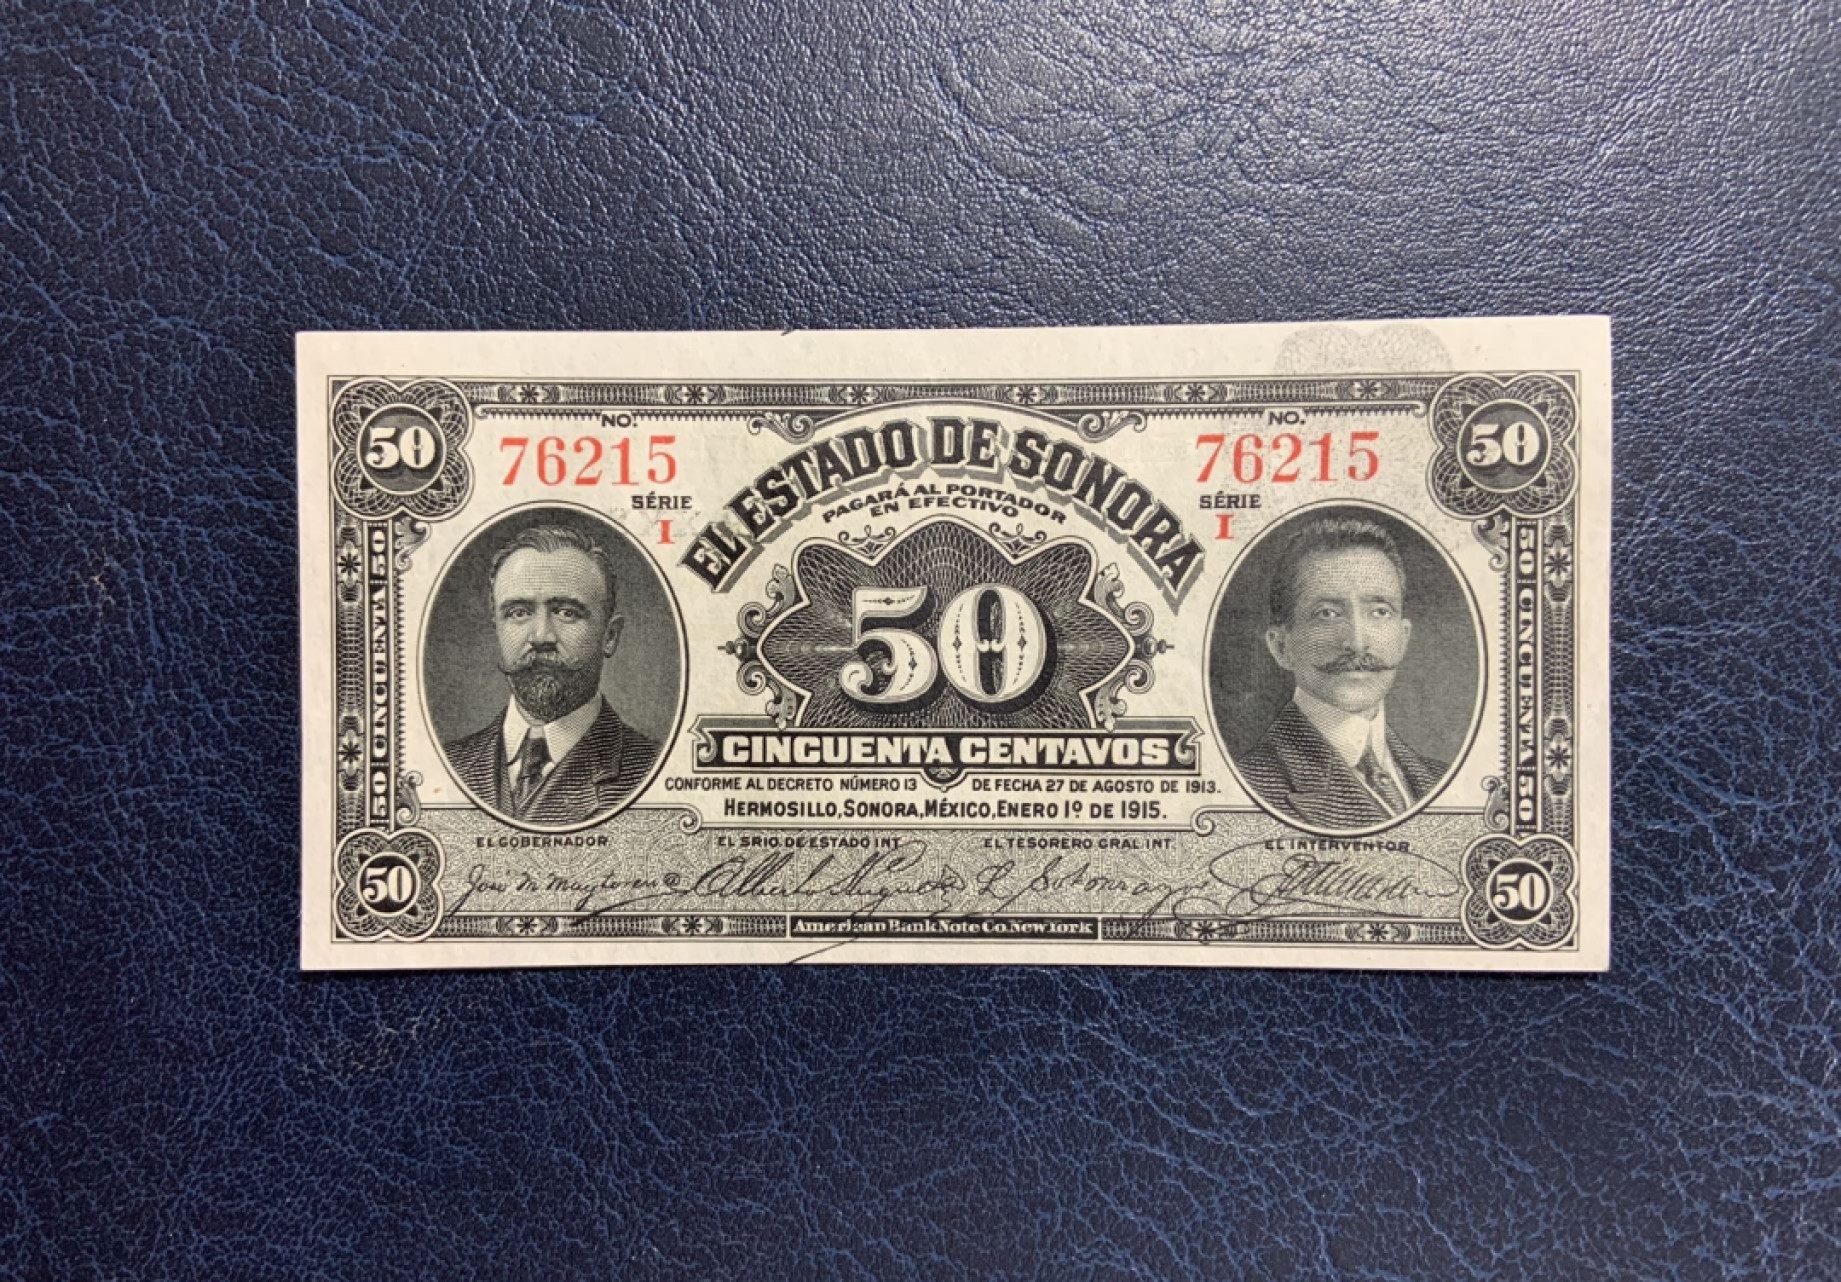 50
NO.
76215
SÉRIE
I
EL ESTADO DE SONORA
PAGARÁ AL PORTADOR
EN EFECTIVO
NO.
76215
SÉRIE
I
50
50 CINCUENTA 50
50
50 CINCUENTA 50
CINCUENTA CENTAVOS
CONFORME AL DECRETO NÚMERO 13 DE FECHA 27 DE AGOSTO DE 1913.
HERMOSILLO, SONORA, MÉXICO, ENERO 1º DE 1915.
EL GOBERNADOR EL SRIO. DE ESTADO INT. EL TESORERO GRAL INT. EL INTERVENTOR
50
José M Maytorena
50
American Bank Note Co. New York